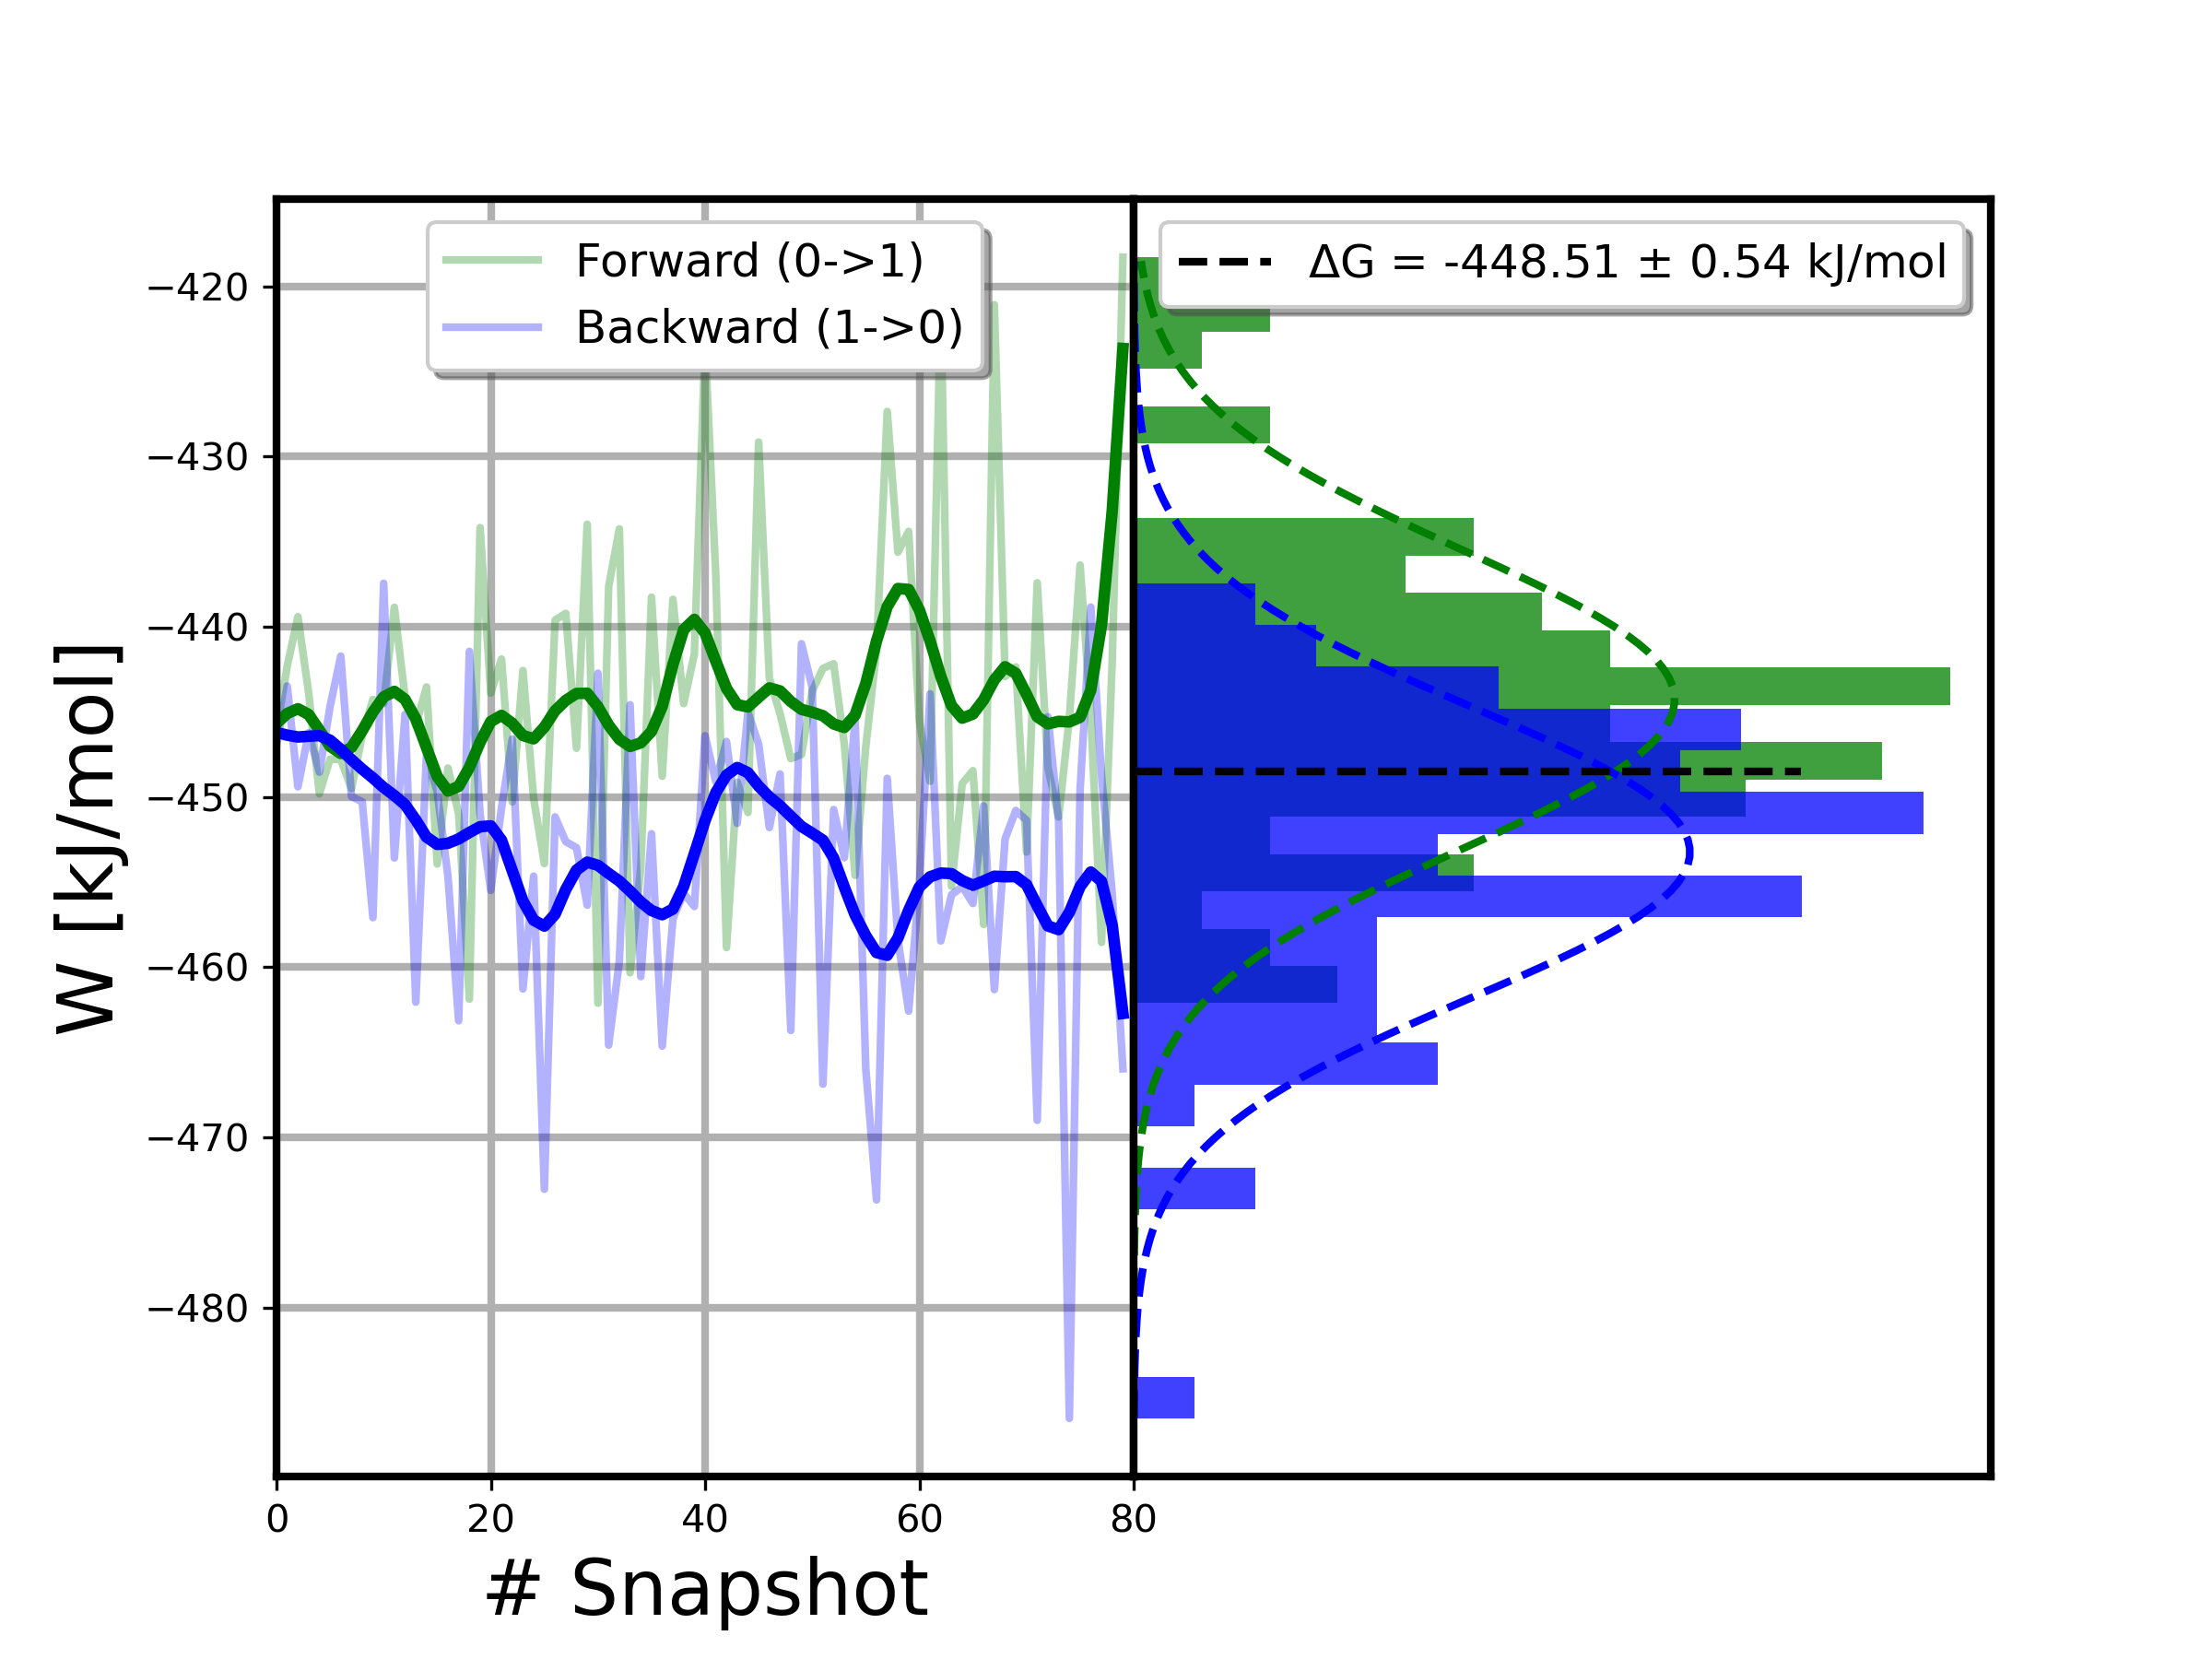 Forward (0->1)
Backward (1->0)
ΔG = -448.51 ± 0.54 kJ/mol
−420
−430
−440
−450
−460
−470
−480
W [kJ/mol]
0 20 40 60 80
# Snapshot